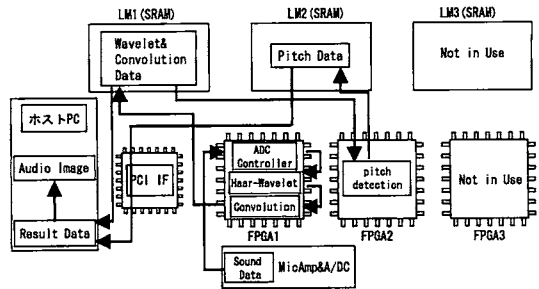 LM1(SRAM)
LM2(SRAM)
LM3(SRAM)
Wavelet&
Convolution
Data
Pitch Data
Not in Use
ホストPC
Audio Image
Result Data
PCI IF
ADC
Controller
Haar-Wavelet
Convolution
FPGA1
pitch
detection
FPGA2
Not in Use
FPGA3
Sound
Data
MicAmp&A/DC